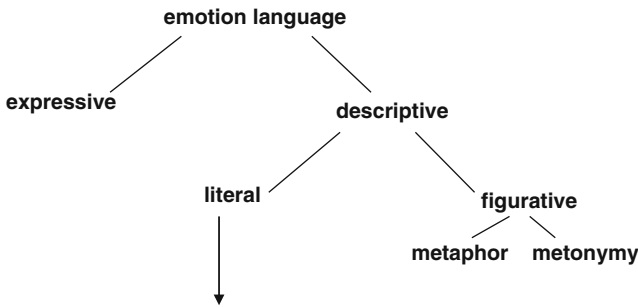 emotion language
expressive
descriptive
literal
figurative
metaphor metonymy